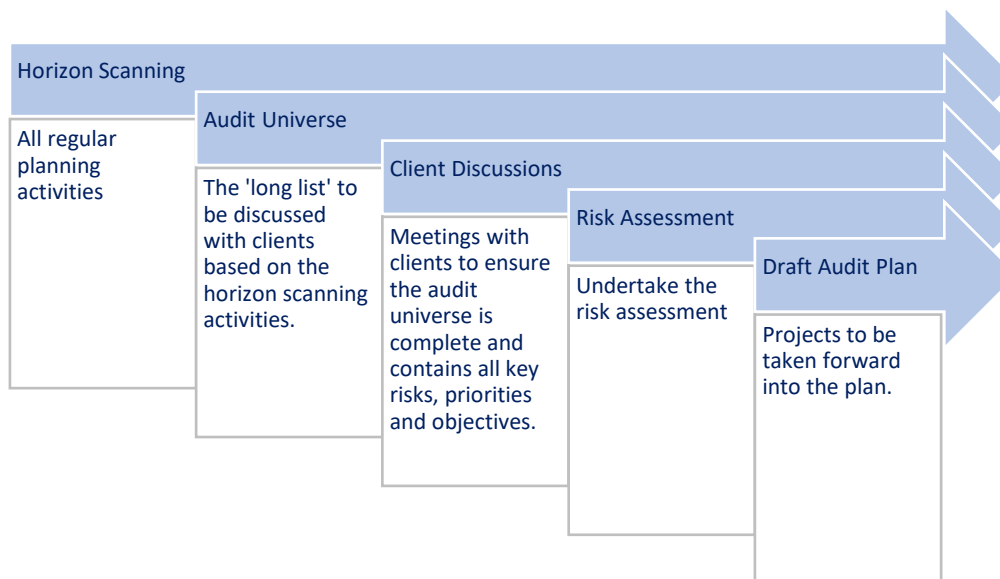 Horizon Scanning
All regular
planning
activities
Audit Universe
The 'long list' to
be discussed
with clients
based on the
horizon scanning
activities.
Client Discussions
Meetings with
clients to ensure
the audit
universe is
complete and
contains all key
risks, priorities
and objectives.
Risk Assessment
Undertake the
risk assessment
Draft Audit Plan
Projects to be
taken forward
into the plan.